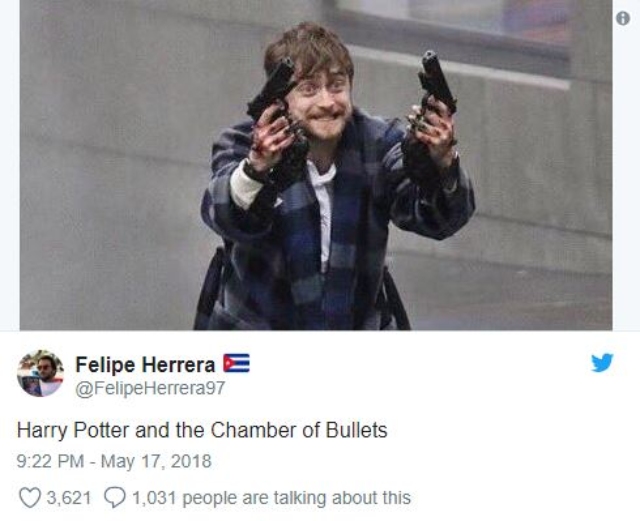 Felipe Herrera 🇨🇺
@FelipeHerrera97
Harry Potter and the Chamber of Bullets
9:22 PM - May 17, 2018
3,621 1,031 people are talking about this